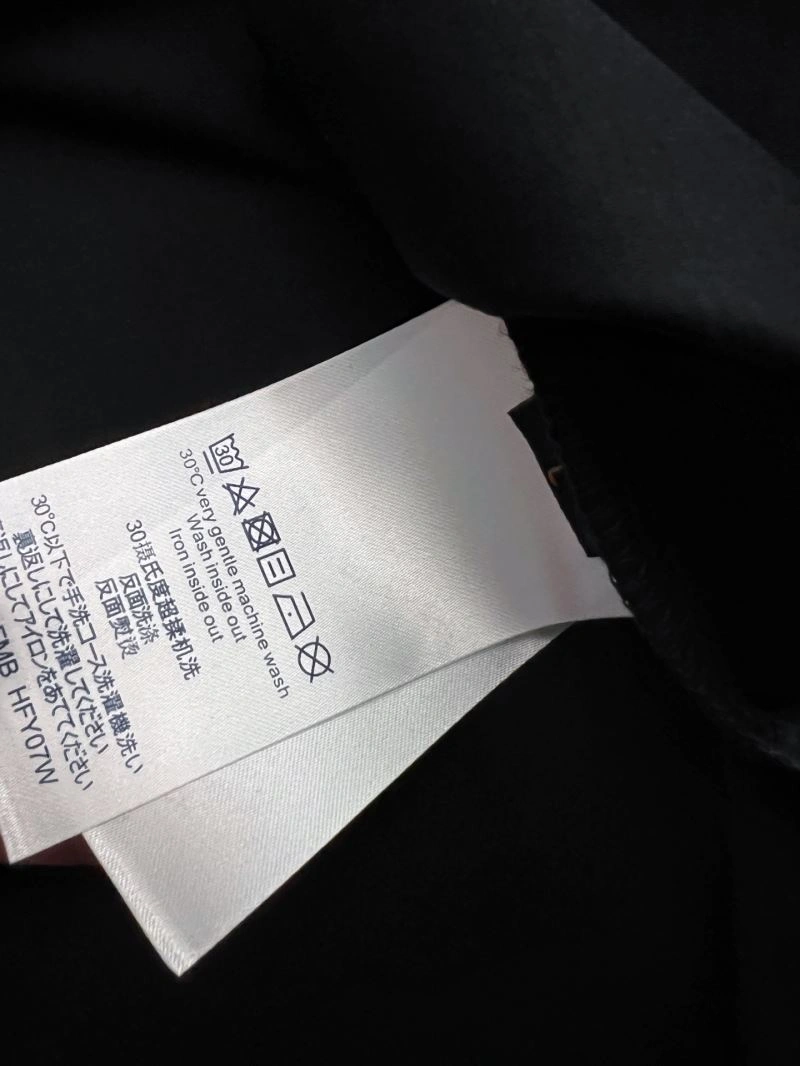 30
30°C very gentle machine wash
Wash inside out
Iron inside out
30摄氏度超柔机洗
反面洗涤
反面熨烫
30°C以下で手洗コース洗濯機洗い
裏返しにして洗濯してください
返しにしてアイロンをあててください
MB HFY07W